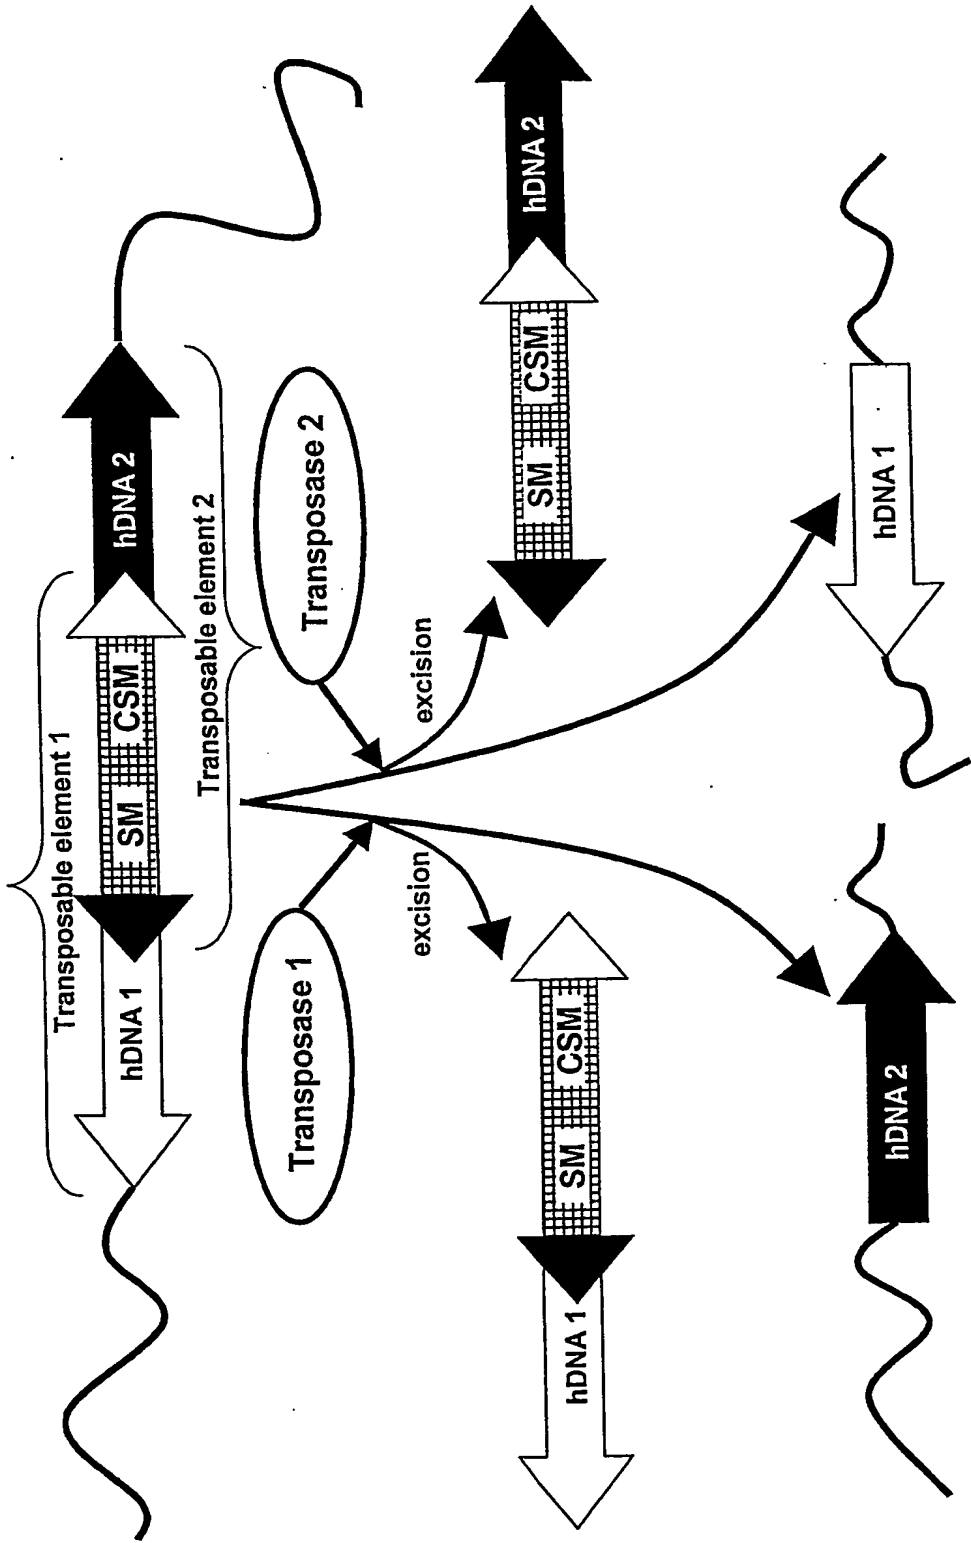 Transposable element 1
hDNA 1
SM
CSM
hDNA 2
Transposable element 2
Transposase 1
Transposase 2
excision
excision
hDNA 1
SM
CSM
SM
CSM
hDNA 2
hDNA 2
hDNA 1